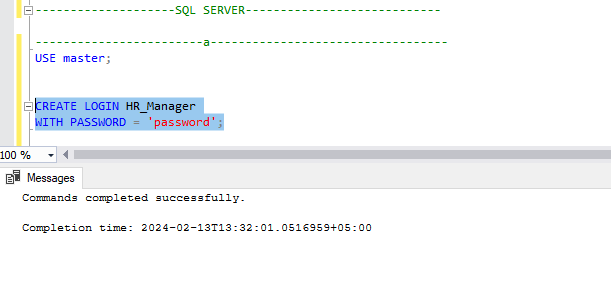 --------------------SQL SERVER----------------------------
------------------------a----------------------------------
USE master;
CREATE LOGIN HR_Manager
WITH PASSWORD = 'password';
100 %
Messages
Commands completed successfully.
Completion time: 2024-02-13T13:32:01.0516959+05:00